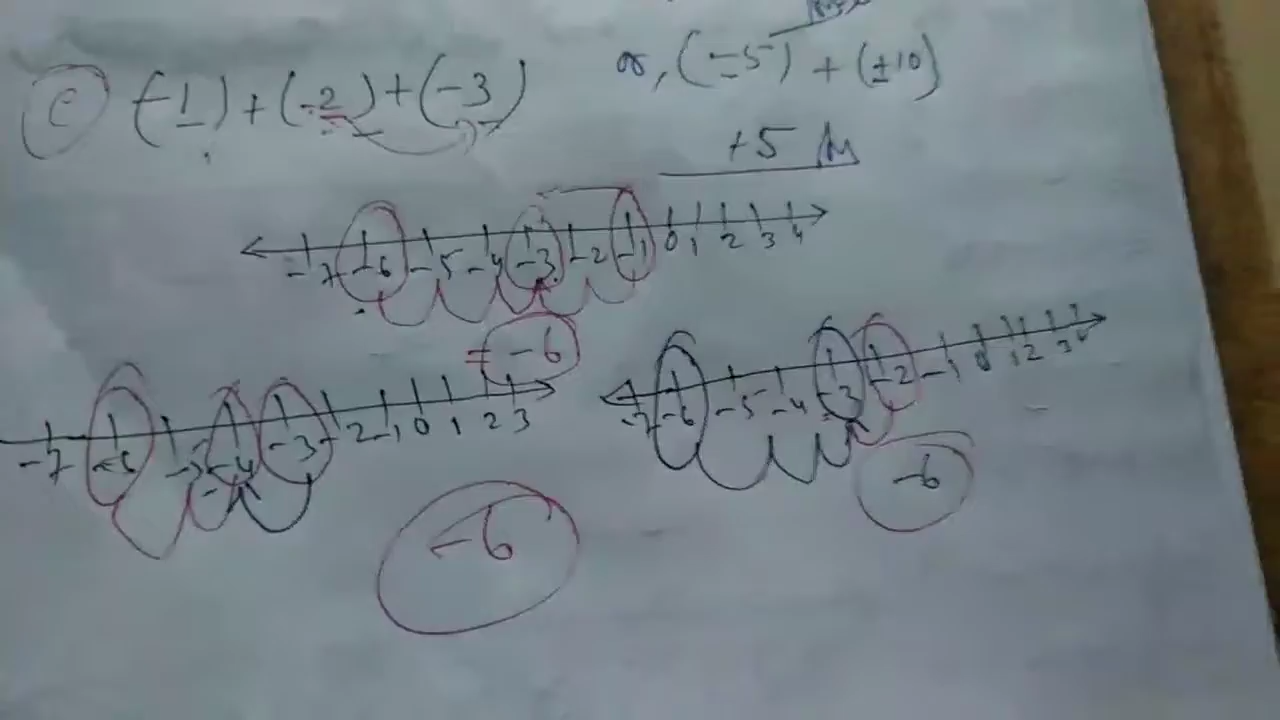 c (-1) + (-2) + (-3)
or, (-5) + (+10)
+5
-7 -6 -5 -4 -3 -2 -1 0 1 2 3 4
= -6
-7 -6 -5 -4 -3 -2 -1 0 1 2 3
-7 -6 -5 -4 -3 -2 -1 0 1 2 3 4
-6
-6